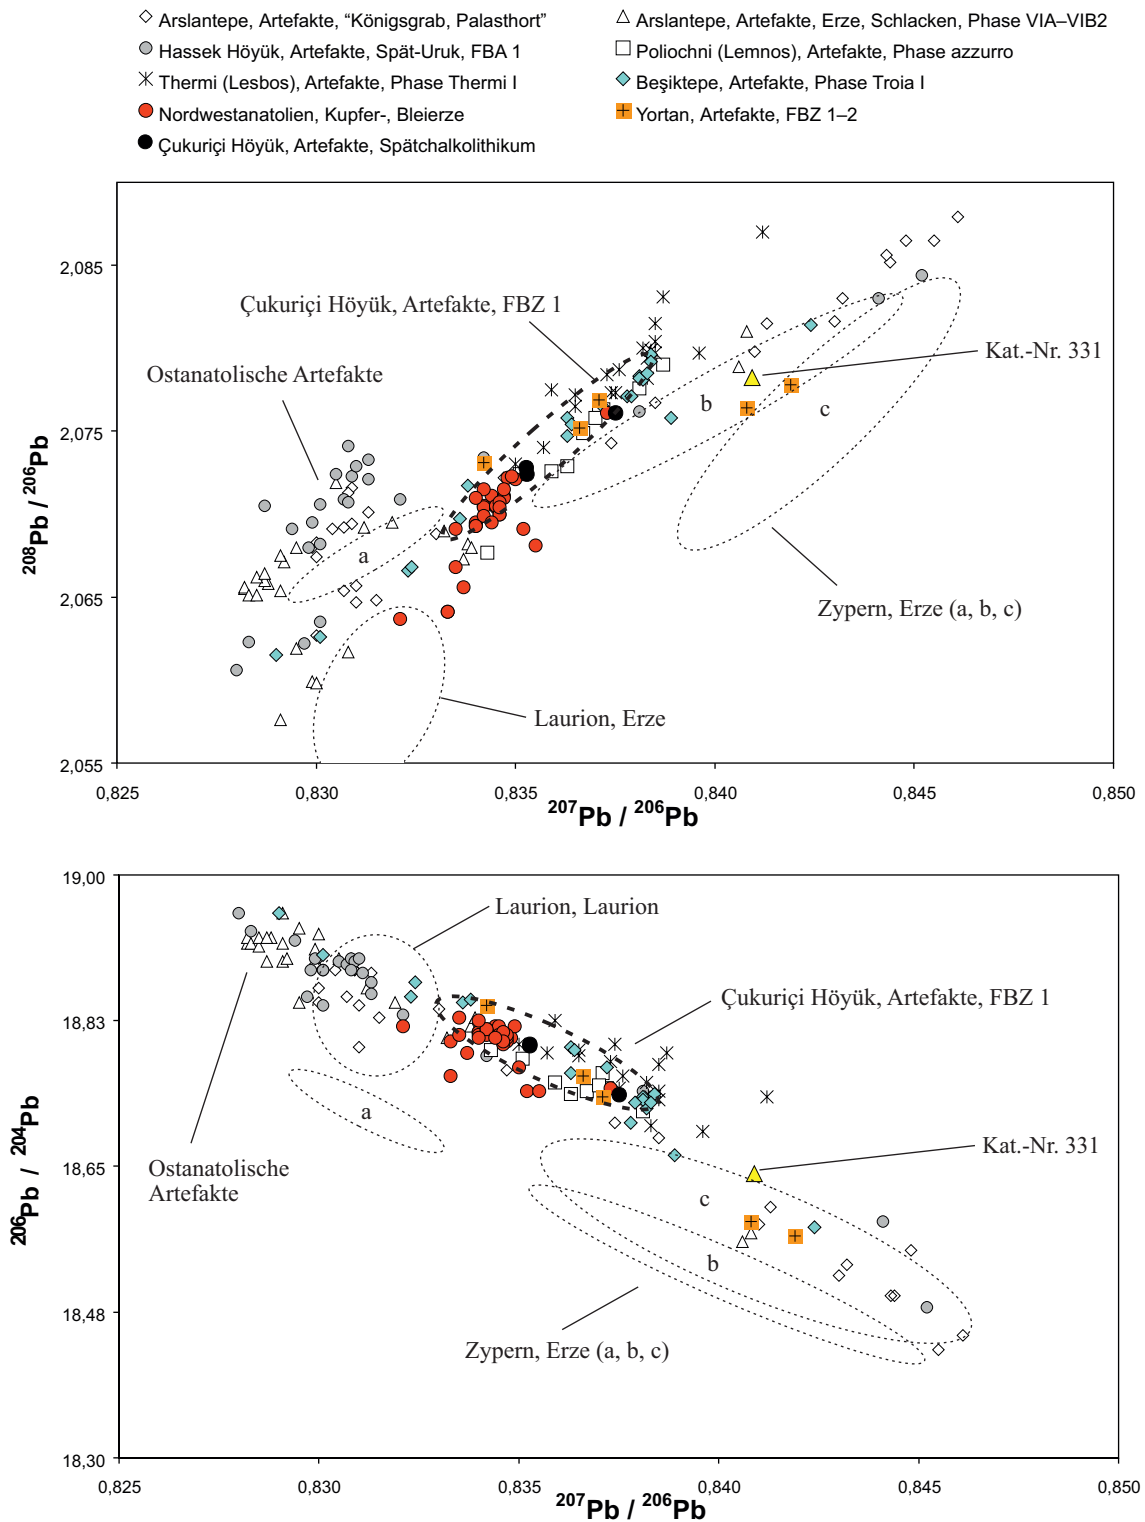 Arslantepe, Artefakte, “Königsgrab, Palasthort”
Arslantepe, Artefakte, Erze, Schlacken, Phase VIA–VIB2
Hassek Höyük, Artefakte, Spät-Uruk, FBA 1
Poliochni (Lemnos), Artefakte, Phase azzurro
Thermi (Lesbos), Artefakte, Phase Thermi I
Beşiktepe, Artefakte, Phase Troia I
Nordwestanatolien, Kupfer-, Bleierze
Yortan, Artefakte, FBZ 1–2
Çukuriçi Höyük, Artefakte, Spätchalkolithikum
2,085
Çukuriçi Höyük, Artefakte, FBZ 1
Kat.-Nr. 331
Ostanatolische Artefakte
b
c
2,075
208Pb / 206Pb
a
2,065
Zypern, Erze (a, b, c)
Laurion, Erze
2,055
0,825
0,830
0,835
0,840
0,845
0,850
207Pb / 206Pb
19,00
Laurion, Laurion
Çukuriçi Höyük, Artefakte, FBZ 1
18,83
a
Kat.-Nr. 331
Ostanatolische
Artefakte
18,65
206Pb / 204Pb
c
b
18,48
Zypern, Erze (a, b, c)
18,30
0,825
0,830
0,835
0,840
0,845
0,850
207Pb / 206Pb